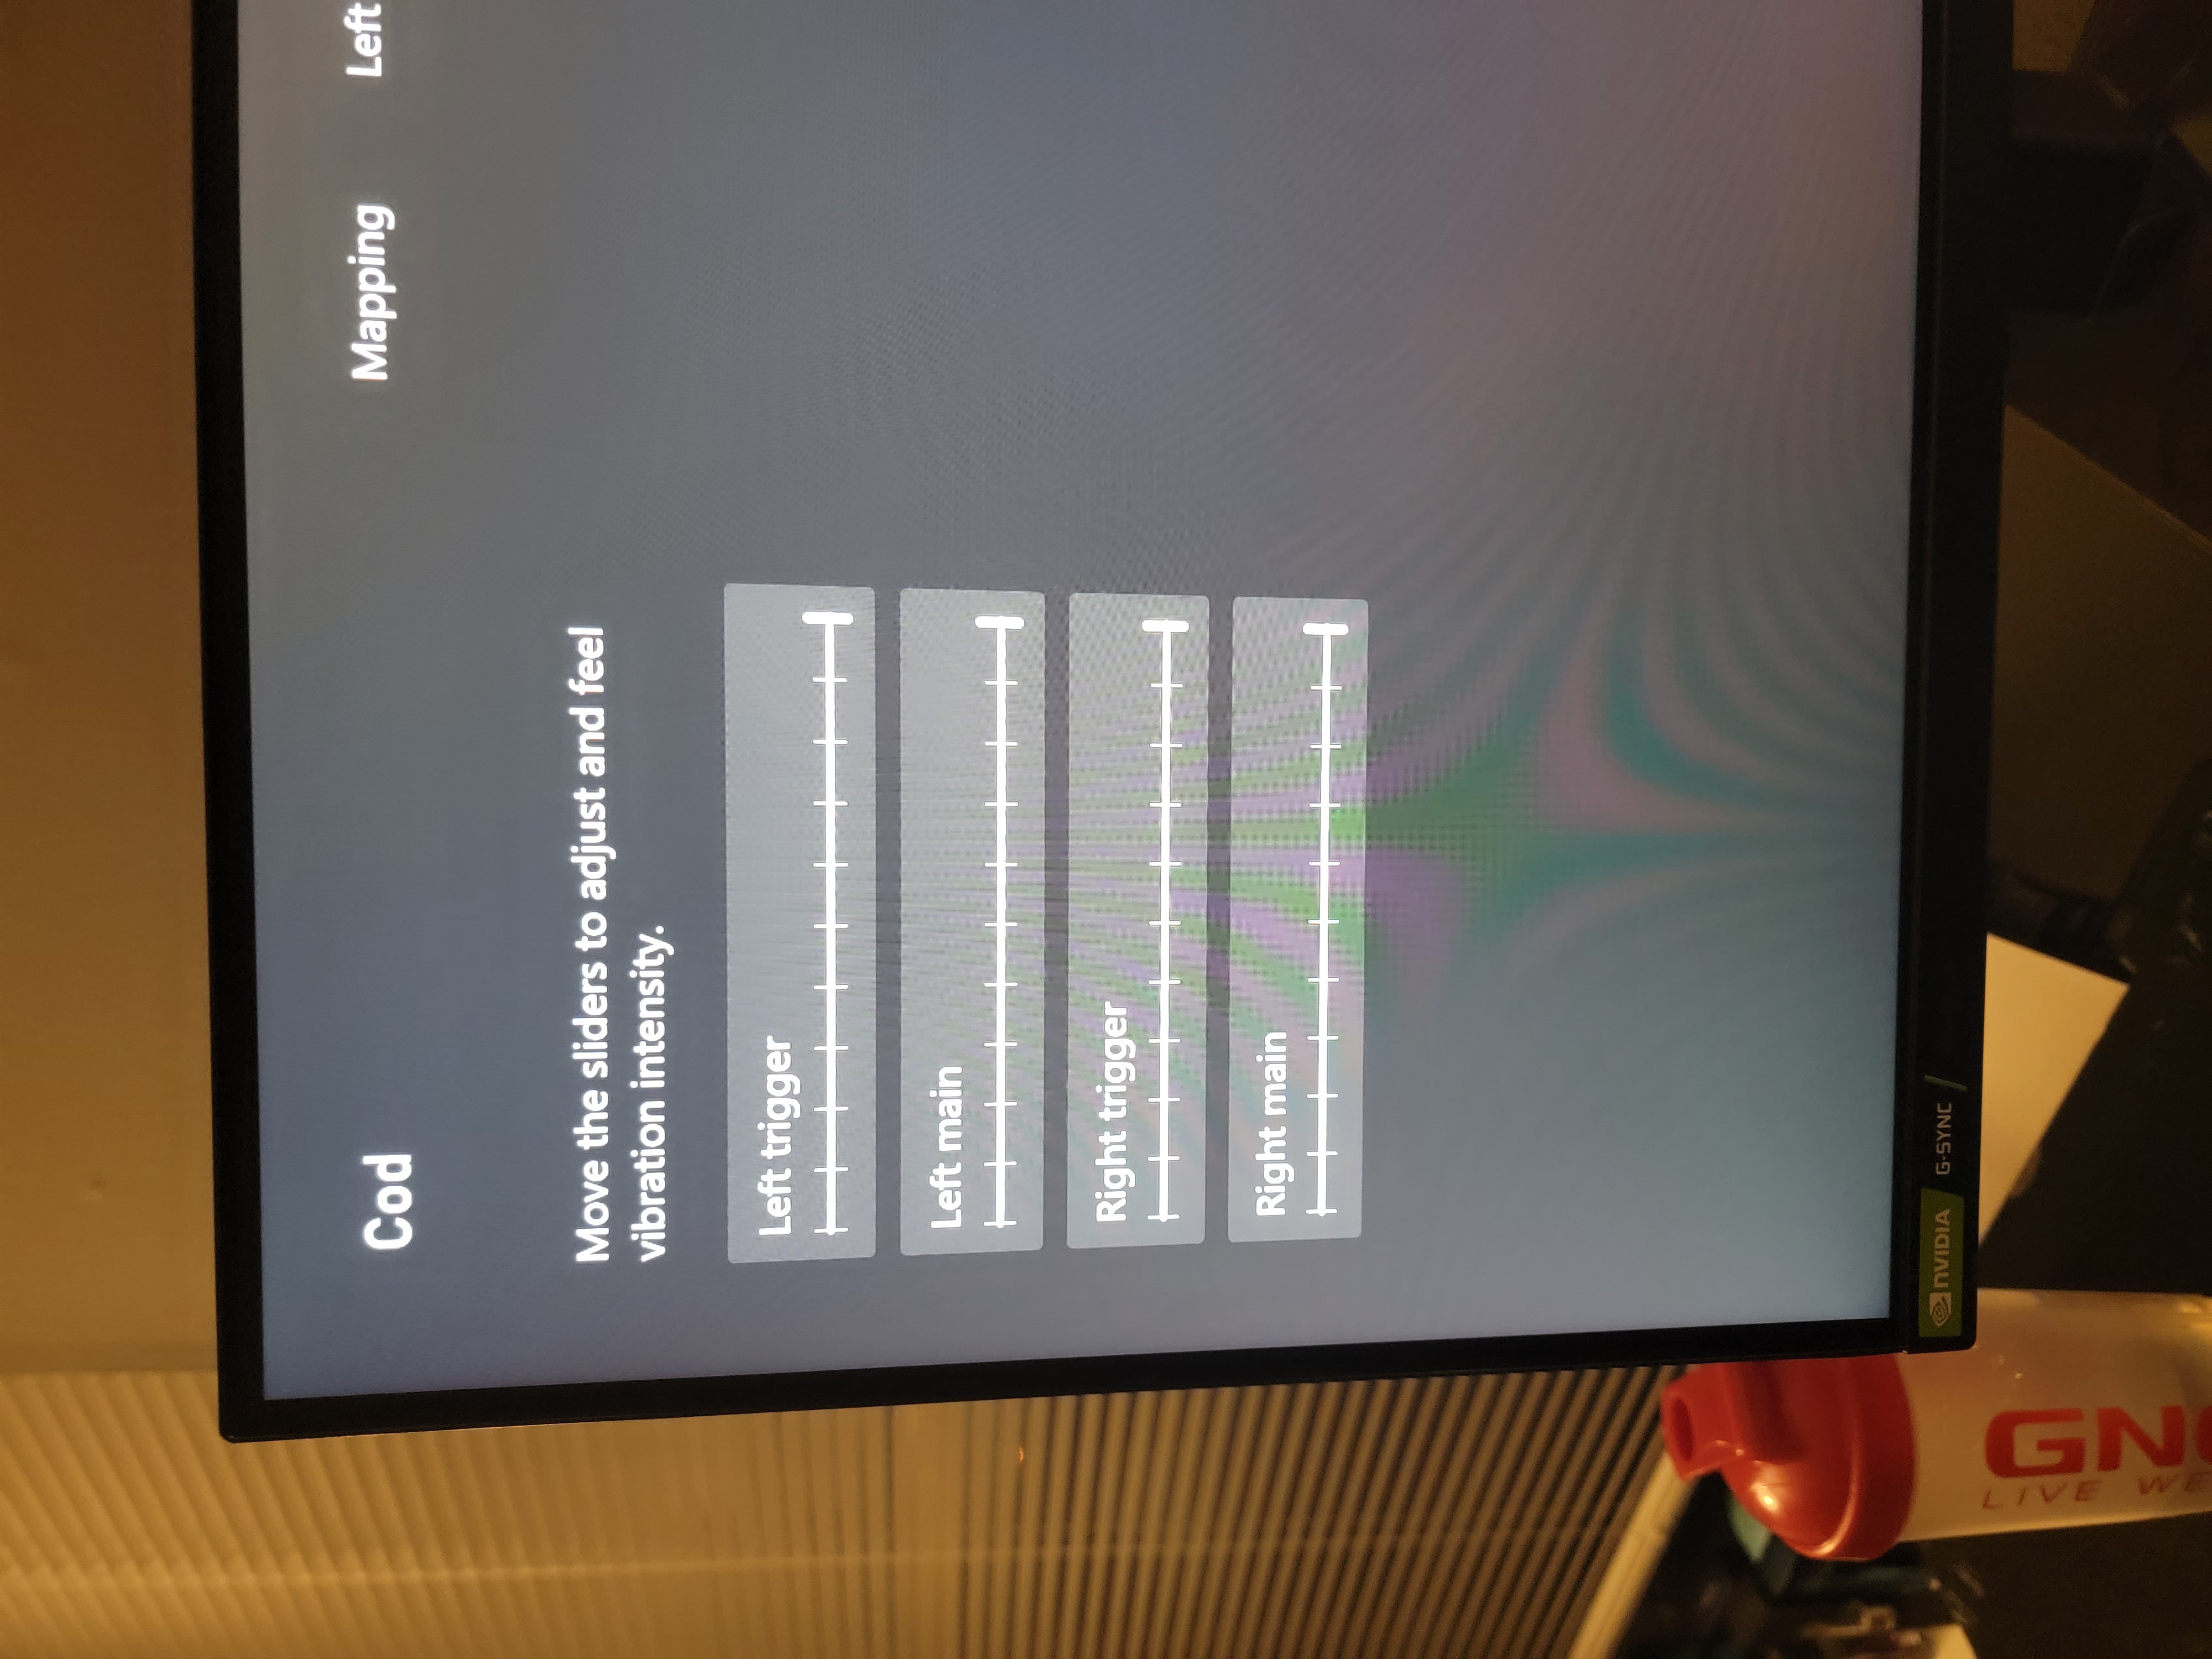 Cod
Mapping
Left
Move the sliders to adjust and feel
vibration intensity.
Left trigger
Left main
Right trigger
Right main
NVIDIA G-SYNC
GNC
LIVE